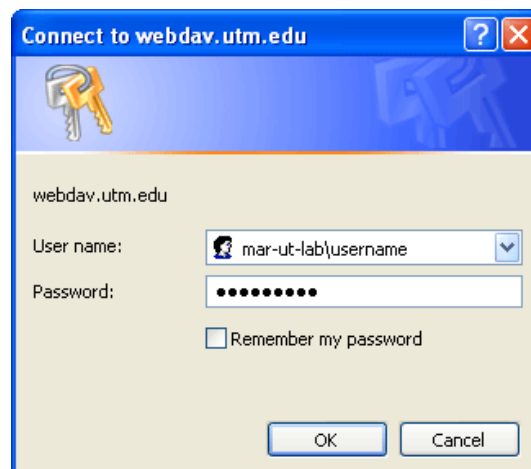 Connect to webdav.utm.edu
webdav.utm.edu
User name: mar-ut-lab\username
Password: •••••••••
Remember my password
OK Cancel